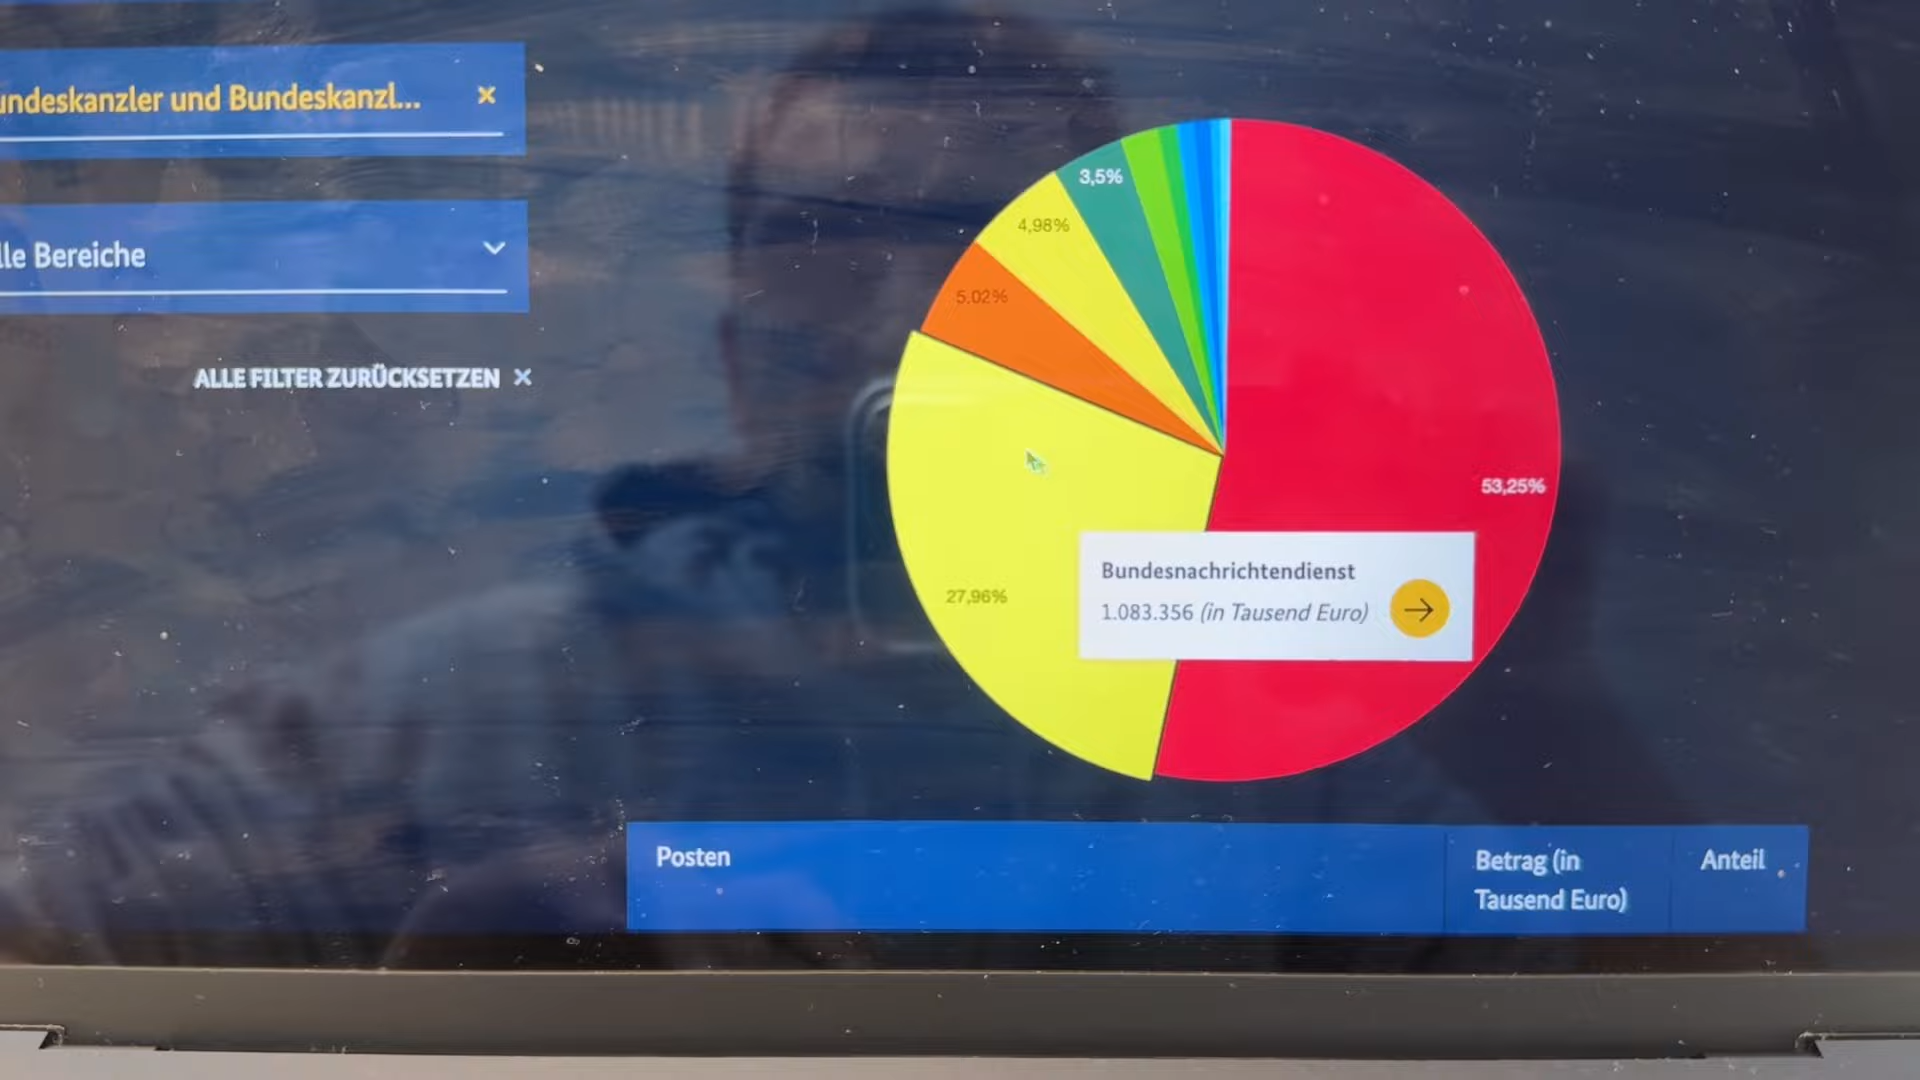 undeskanzler und Bundeskanzl... ×
lle Bereiche
ALLE FILTER ZURÜCKSETZEN ×
3,5%
4,98%
5,02%
53,25%
27,96%
Bundesnachrichtendienst
1.083.356 (in Tausend Euro)
Posten
Betrag (in
Tausend Euro)
Anteil